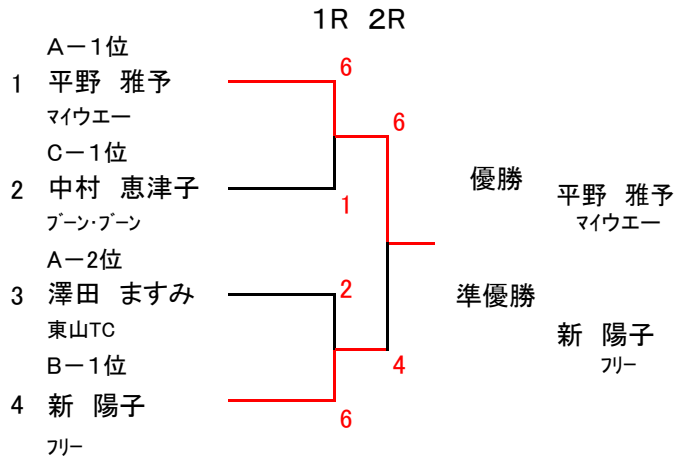 1R 2R
A－1位
1 平野 雅予
マイウエー
6
6
C－1位
2 中村 恵津子
ブーン・ブーン
1
優勝 平野 雅予
マイウエー
A－2位
3 澤田 ますみ
東山TC
2
準優勝
新 陽子
フリー
B－1位
4 新 陽子
フリー
4
6